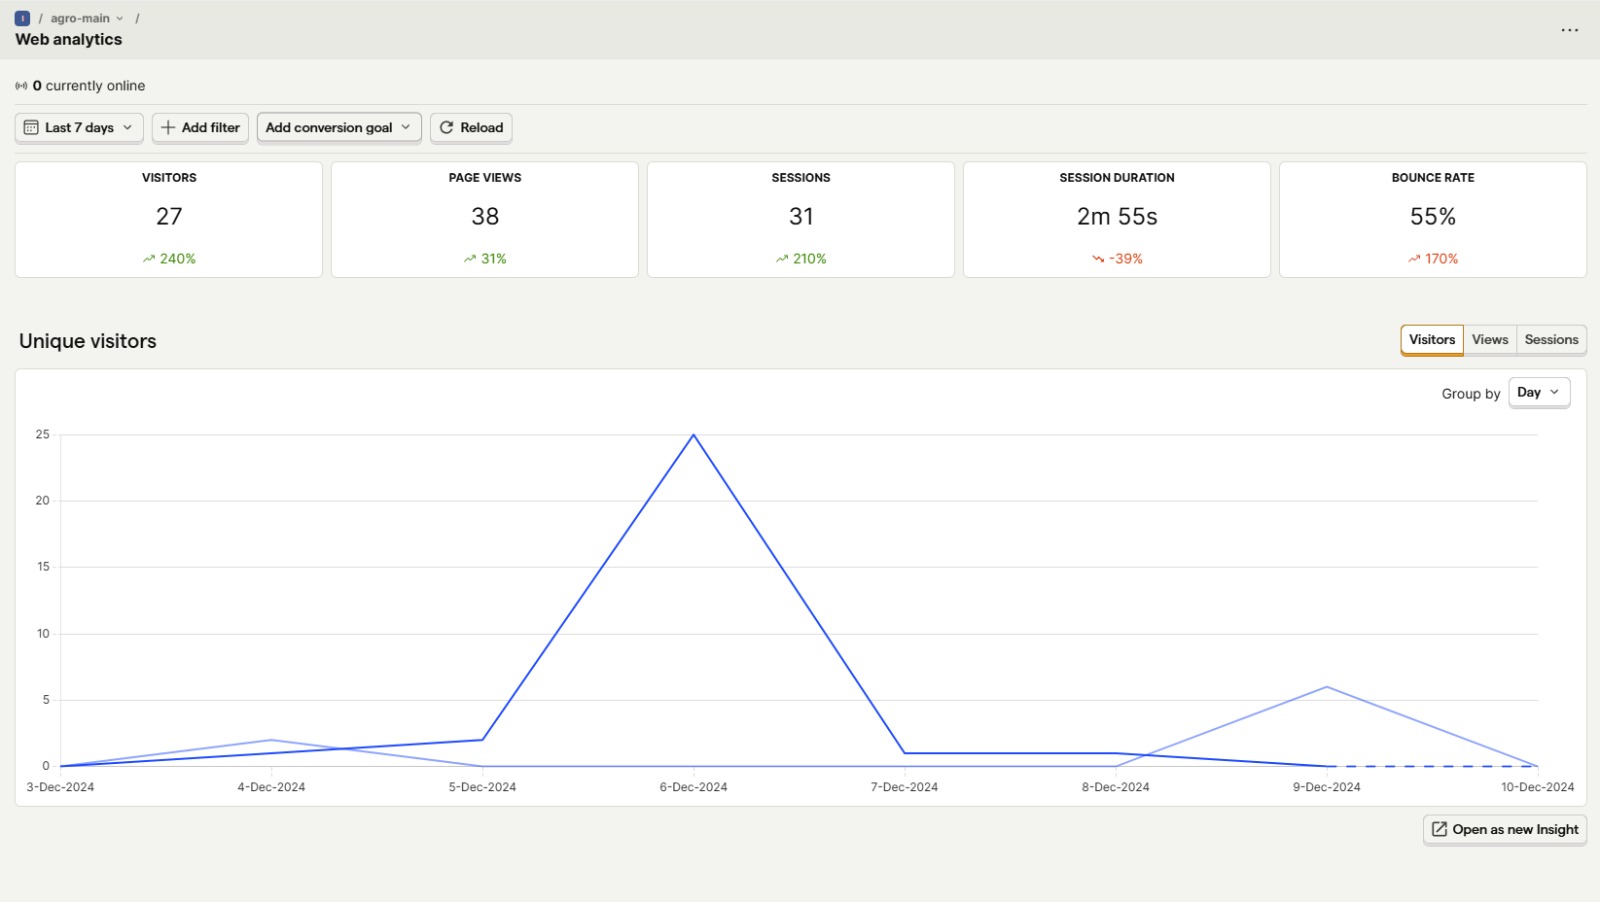 I / agro-main /
Web analytics
0 currently online
Last 7 days Add filter Add conversion goal Reload
VISITORS PAGE VIEWS SESSIONS SESSION DURATION BOUNCE RATE
27 38 31 2m 55s 55%
240% 31% 210% -39% 170%
Unique visitors Visitors Views Sessions
Group by Day
25
20
15
10
5
0
3-Dec-2024 4-Dec-2024 5-Dec-2024 6-Dec-2024 7-Dec-2024 8-Dec-2024 9-Dec-2024 10-Dec-2024
Open as new Insight